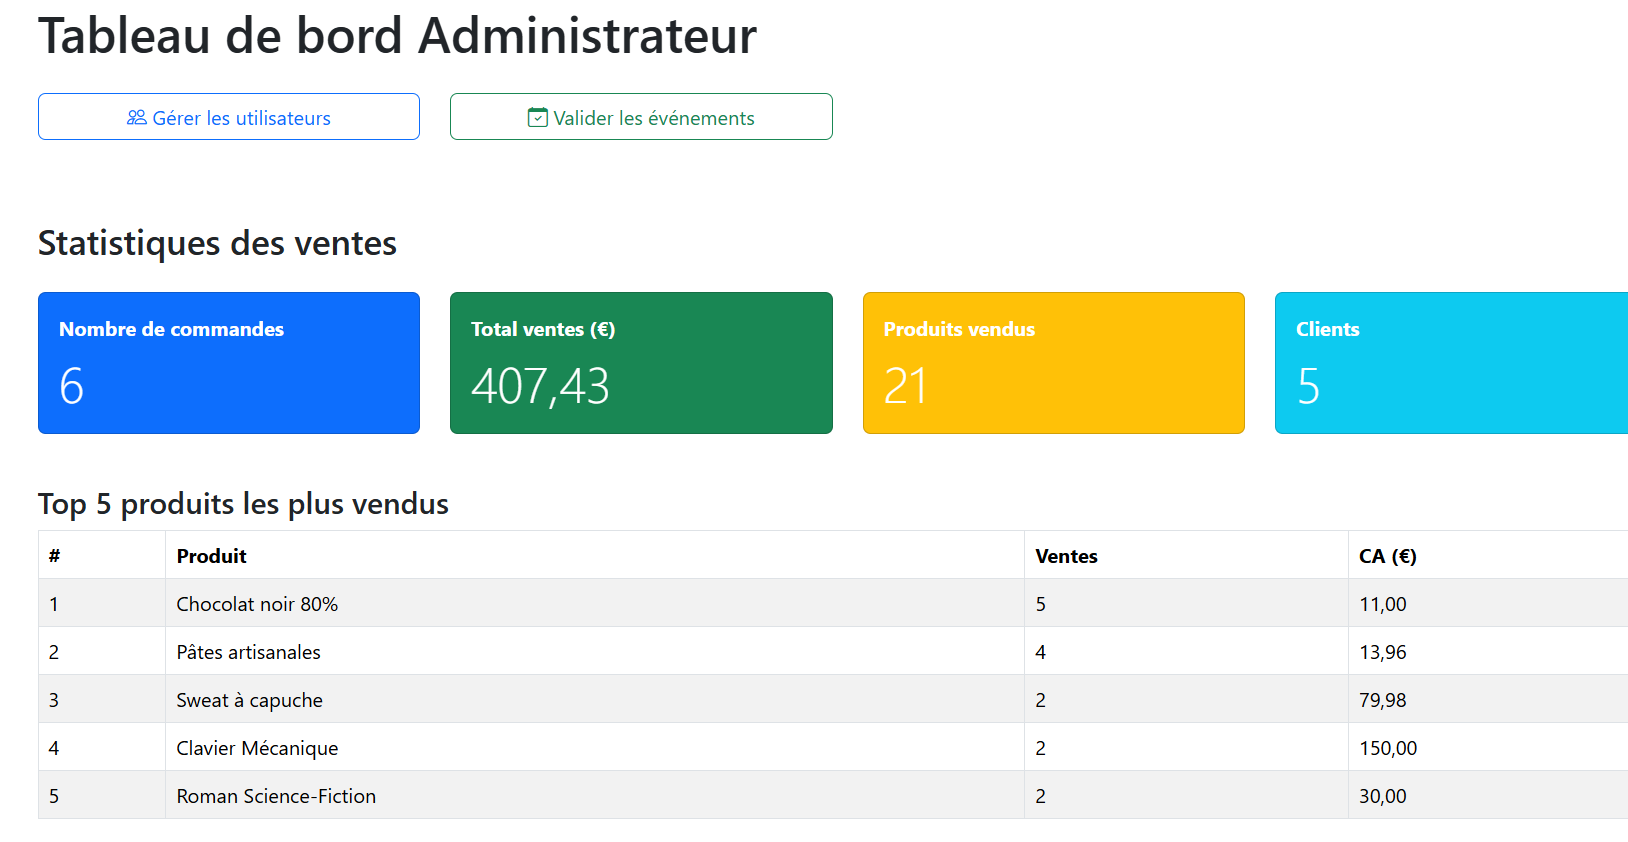 Tableau de bord Administrateur
Gérer les utilisateurs Valider les événements
Statistiques des ventes
Nombre de commandes Total ventes (€) Produits vendus Clients
6 407,43 21 5
Top 5 produits les plus vendus
# Produit Ventes CA (€)
1 Chocolat noir 80% 5 11,00
2 Pâtes artisanales 4 13,96
3 Sweat à capuche 2 79,98
4 Clavier Mécanique 2 150,00
5 Roman Science-Fiction 2 30,00